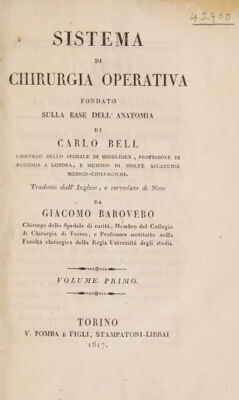 42900
SISTEMA
DI
CHIRURGIA OPERATIVA
FONDATO
SULLA BASE DELL' ANATOMIA
DI
CARLO BELL
CHIRURGO DELLO SPEDALE DI MIDDLESEX, PROFESSORE DI
NOTOMIA A LONDRA, E MEMBRO DI MOLTE ACCADEMIE
MEDICO-CHIRURGICHE.
Tradotto dall' Inglese, e corredato di Note
DA
GIACOMO BAROVERO
Chirurgo dello Spedale di carità, Membro del Collegio
di Chirurgia di Torino, e Professore instituito nella
Facoltà chirurgica della Regia Università degli studii.
VOLUME PRIMO.
TORINO
V. POMBA E FIGLI, STAMPATORI-LIBRAI
1817.